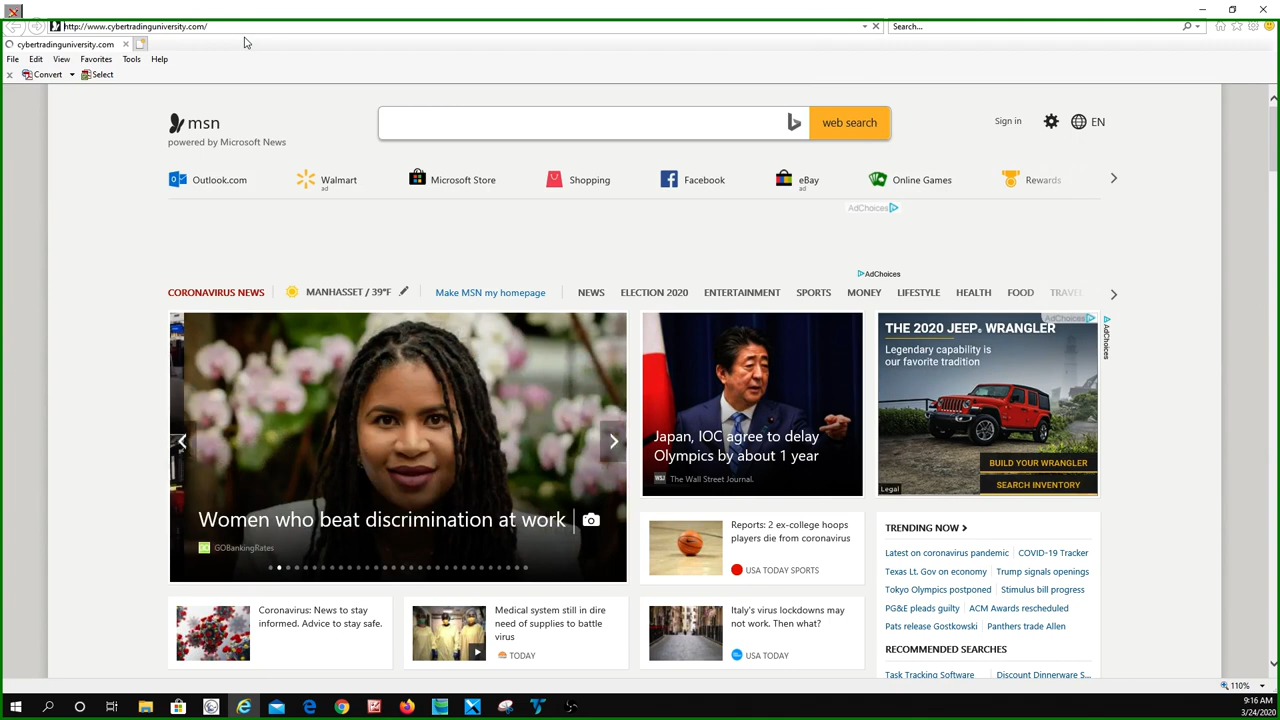 http://www.cybertradinguniversity.com/
Search...
cybertradinguniversity.com
File Edit View Favorites Tools Help
Convert Select
msn
powered by Microsoft News
web search
Sign in
EN
Outlook.com
Walmart
ad
Microsoft Store
Shopping
Facebook
eBay
ad
Online Games
Rewards
AdChoices
AdChoices
CORONAVIRUS NEWS
MANHASSET / 39°F
Make MSN my homepage
NEWS ELECTION 2020 ENTERTAINMENT SPORTS MONEY LIFESTYLE HEALTH FOOD TRAVEL
Women who beat discrimination at work
GOBankingRates
Japan, IOC agree to delay
Olympics by about 1 year
WSJ The Wall Street Journal.
AdChoices
THE 2020 JEEP® WRANGLER
Legendary capability is
our favorite tradition
BUILD YOUR WRANGLER
SEARCH INVENTORY
Legal
AdChoices
Reports: 2 ex-college hoops
players die from coronavirus
USA TODAY SPORTS
TRENDING NOW
Latest on coronavirus pandemic COVID-19 Tracker
Texas Lt. Gov on economy Trump signals openings
Tokyo Olympics postponed Stimulus bill progress
PG&E pleads guilty ACM Awards rescheduled
Pats release Gostkowski Panthers trade Allen
RECOMMENDED SEARCHES
Task Tracking Software Discount Dinnerware S...
Coronavirus: News to stay
informed. Advice to stay safe.
Medical system still in dire
need of supplies to battle
virus
TODAY
Italy's virus lockdowns may
not work. Then what?
USA TODAY
110%
9:16 AM
3/24/2020